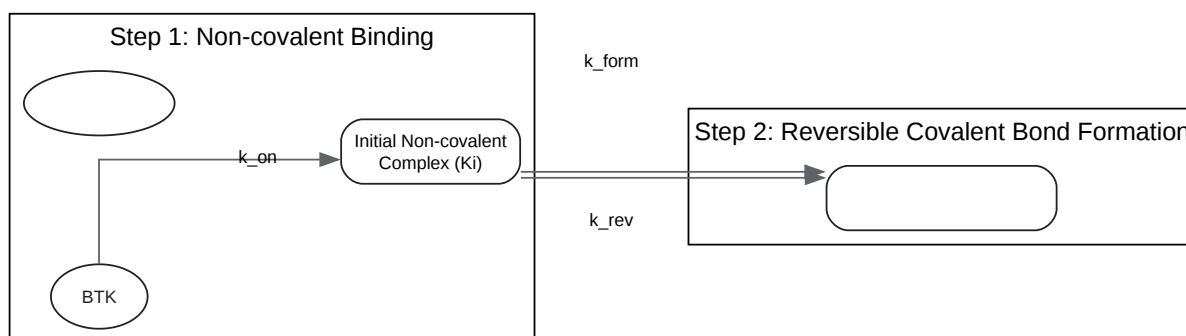 Step 1: Non-covalent Binding
k_form
Step 2: Reversible Covalent Bond Formation
k_on
Initial Non-covalent
Complex (Ki)
k_rev
BTK